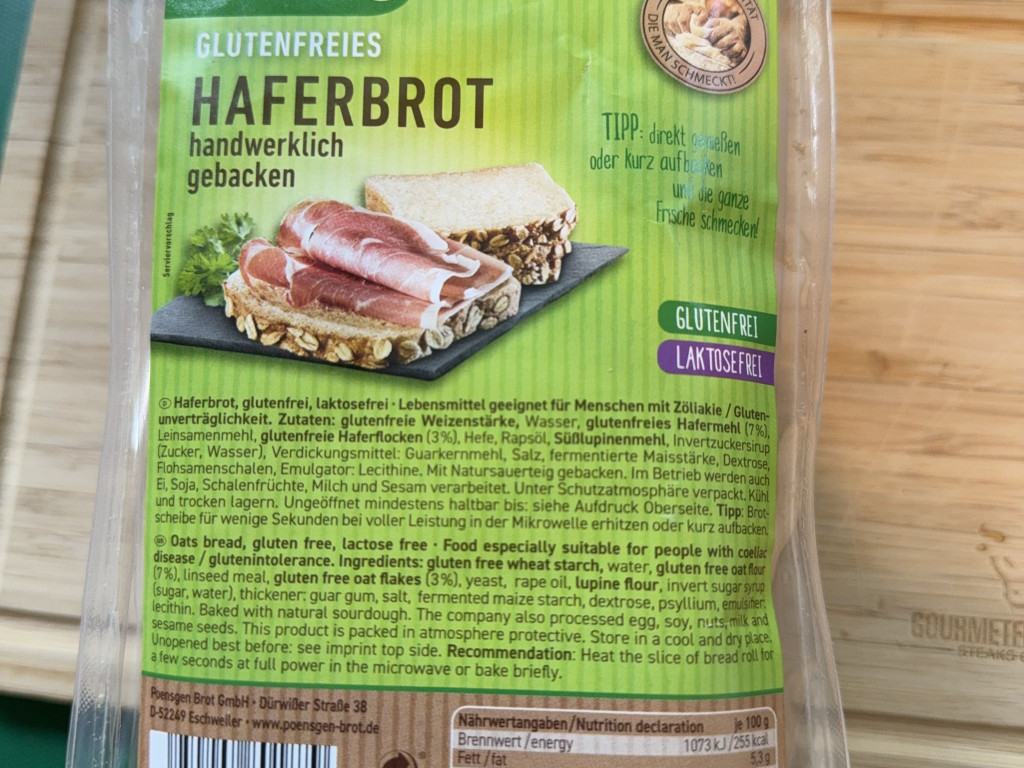 GLUTENFREIES
HAFERBROT
handwerklich
gebacken
DIE MAN SCHMECKT!
TIPP: direkt genießen
oder kurz aufbacken
und die ganze
Frische schmecken!
Serviervorschlag
GLUTENFREI
LAKTOSEFREI
Ⓓ Haferbrot, glutenfrei, laktosefrei · Lebensmittel geeignet für Menschen mit Zöliakie / Gluten-
unverträglichkeit. Zutaten: glutenfreie Weizenstärke, Wasser, glutenfreies Hafermehl (7%),
Leinsamenmehl, glutenfreie Haferflocken (3%), Hefe, Rapsöl, Süßlupinenmehl, Invertzuckersirup
(Zucker, Wasser), Verdickungsmittel: Guarkernmehl, Salz, fermentierte Maisstärke, Dextrose,
Flohsamenschalen, Emulgator: Lecithine. Mit Natursauerteig gebacken. Im Betrieb werden auch
Ei, Soja, Schalenfrüchte, Milch und Sesam verarbeitet. Unter Schutzatmosphäre verpackt. Kühl
und trocken lagern. Ungeöffnet mindestens haltbar bis: siehe Aufdruck Oberseite. Tipp: Brot-
scheibe für wenige Sekunden bei voller Leistung in der Mikrowelle erhitzen oder kurz aufbacken.
Oats bread, gluten free, lactose free · Food especially suitable for people with coeliac
disease / glutenintolerance. Ingredients: gluten free wheat starch, water, gluten free oat flour
(7%), linseed meal, gluten free oat flakes (3%), yeast, rape oil, lupine flour, invert sugar syrup
(sugar, water), thickener: guar gum, salt, fermented maize starch, dextrose, psyllium, emulsifier:
lecithin. Baked with natural sourdough. The company also processed egg, soy, nuts, milk and
sesame seeds. This product is packed in atmosphere protective. Store in a cool and dry place.
Unopened best before: see imprint top side. Recommendation: Heat the slice of bread roll for
a few seconds at full power in the microwave or bake briefly.
Poensgen Brot GmbH · Dürwißer Straße 38
D-52249 Eschweiler · www.poensgen-brot.de
Nährwertangaben/Nutrition declaration je 100 g
Brennwert/energy 1073 kJ/255 kcal
Fett/fat 5,3 g